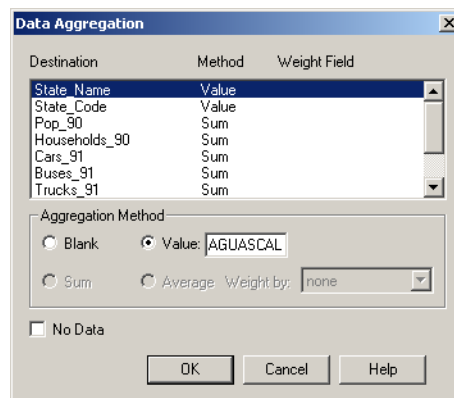 Data Aggregation
Destination Method Weight Field
State_Name Value
State_Code Value
Pop_90 Sum
Households_90 Sum
Cars_91 Sum
Buses_91 Sum
Trucks_91 Sum
Aggregation Method
Blank Value: AGUASCAL
Sum Average Weight by: none
No Data
OK Cancel Help